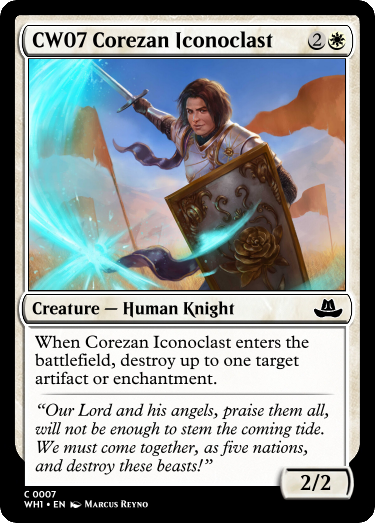 CW07 Corezan Iconoclast 2
Creature — Human Knight
When Corezan Iconoclast enters the
battlefield, destroy up to one target
artifact or enchantment.
“Our Lord and his angels, praise them all,
will not be enough to stem the coming tide.
We must come together, as five nations,
and destroy these beasts!”
2/2
C 0007
WH1 • EN Marcus Reyno